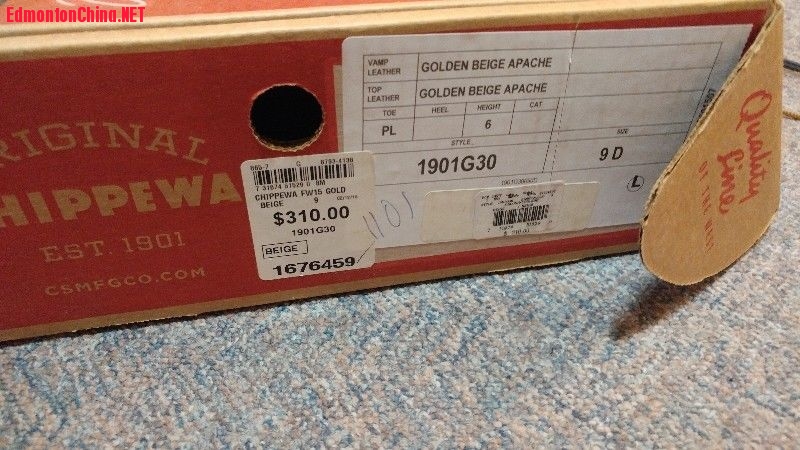 EdmontonChina.NET
RIGINAL
HIPPEWA
EST. 1901
CSMFGCO.COM
VAMP LEATHER GOLDEN BEIGE APACHE
TOP LEATHER GOLDEN BEIGE APACHE
TOE HEEL HEIGHT CAT
PL 6
STYLE SIZE
1901G30 9 D
L
CHIPPEWA FW15 GOLD
BEIGE 9
$310.00
1901G30
BEIGE
1676459
1101
Quality
Line